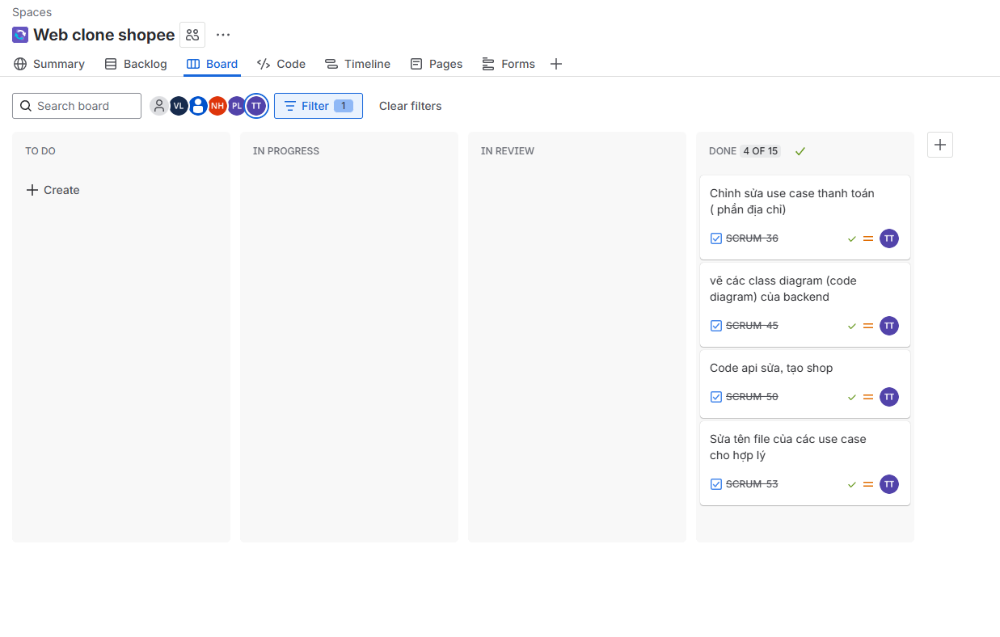 Spaces
Web clone shopee
Summary Backlog Board Code Timeline Pages Forms
Search board VL NH PL TT Filter 1 Clear filters
TO DO IN PROGRESS IN REVIEW DONE 4 OF 15
Create
Chỉnh sửa use case thanh toán
( phần địa chỉ)
SCRUM-36 TT
vẽ các class diagram (code
diagram) của backend
SCRUM-45 TT
Code api sửa, tạo shop
SCRUM-50 TT
Sửa tên file của các use case
cho hợp lý
SCRUM-53 TT